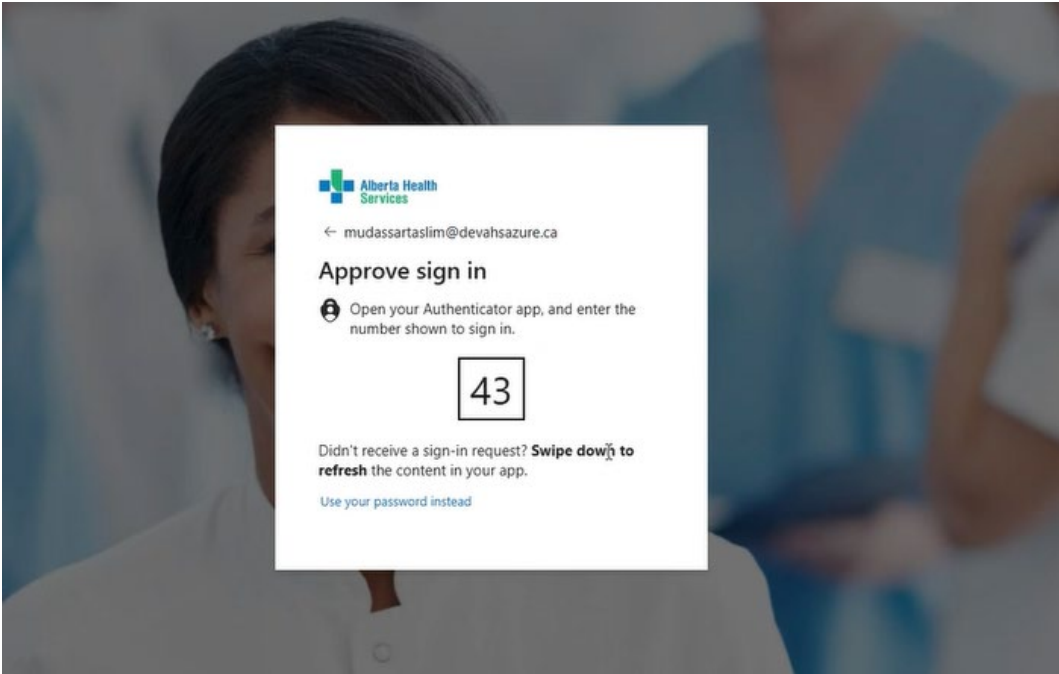 Alberta Health
Services
← mudassartaslim@devahsazure.ca
Approve sign in
Open your Authenticator app, and enter the
number shown to sign in.
43
Didn't receive a sign-in request? Swipe down to
refresh the content in your app.
Use your password instead